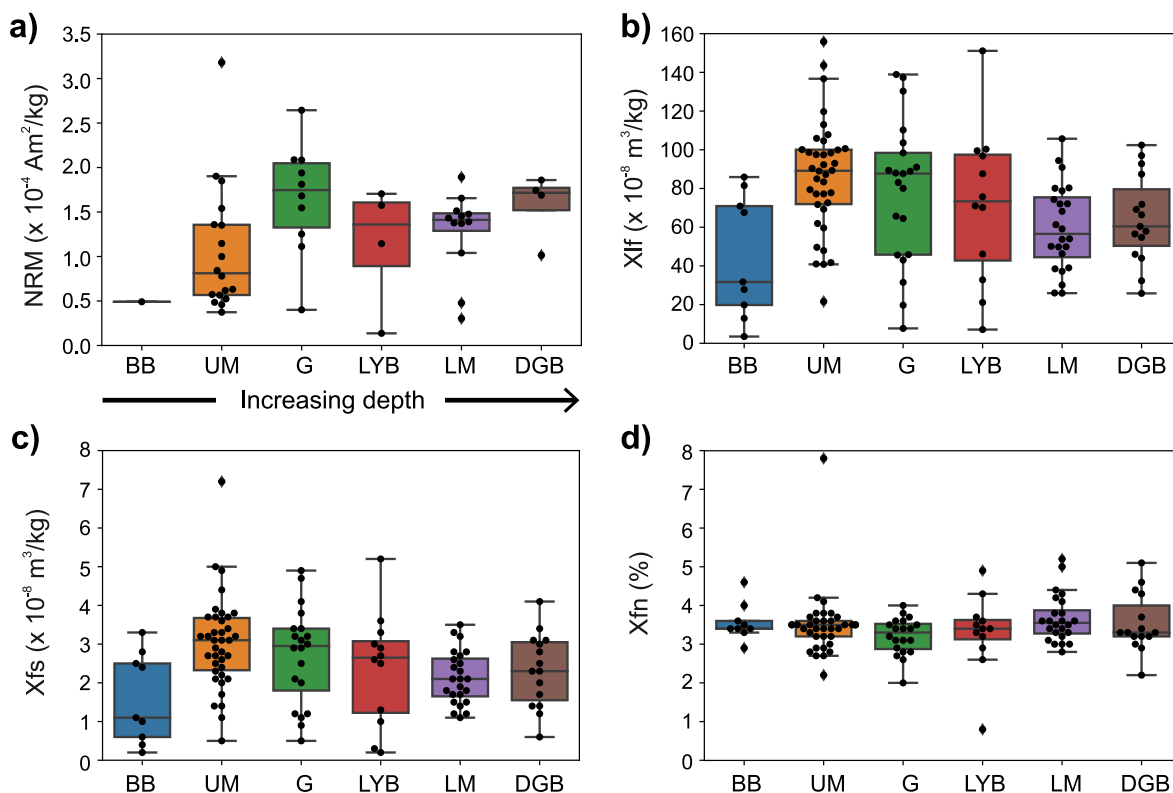 a)
NRM (x 10⁻⁴ Am²/kg)
3.5
3.0
2.5
2.0
1.5
1.0
0.5
0.0
BB UM G LYB LM DGB
Increasing depth
b)
Xlf (x 10⁻⁸ m³/kg)
160
140
120
100
80
60
40
20
0
BB UM G LYB LM DGB
c)
Xfs (x 10⁻⁸ m³/kg)
8
7
6
5
4
3
2
1
0
BB UM G LYB LM DGB
d)
Xfn (%)
8
7
6
5
4
3
2
1
0
BB UM G LYB LM DGB